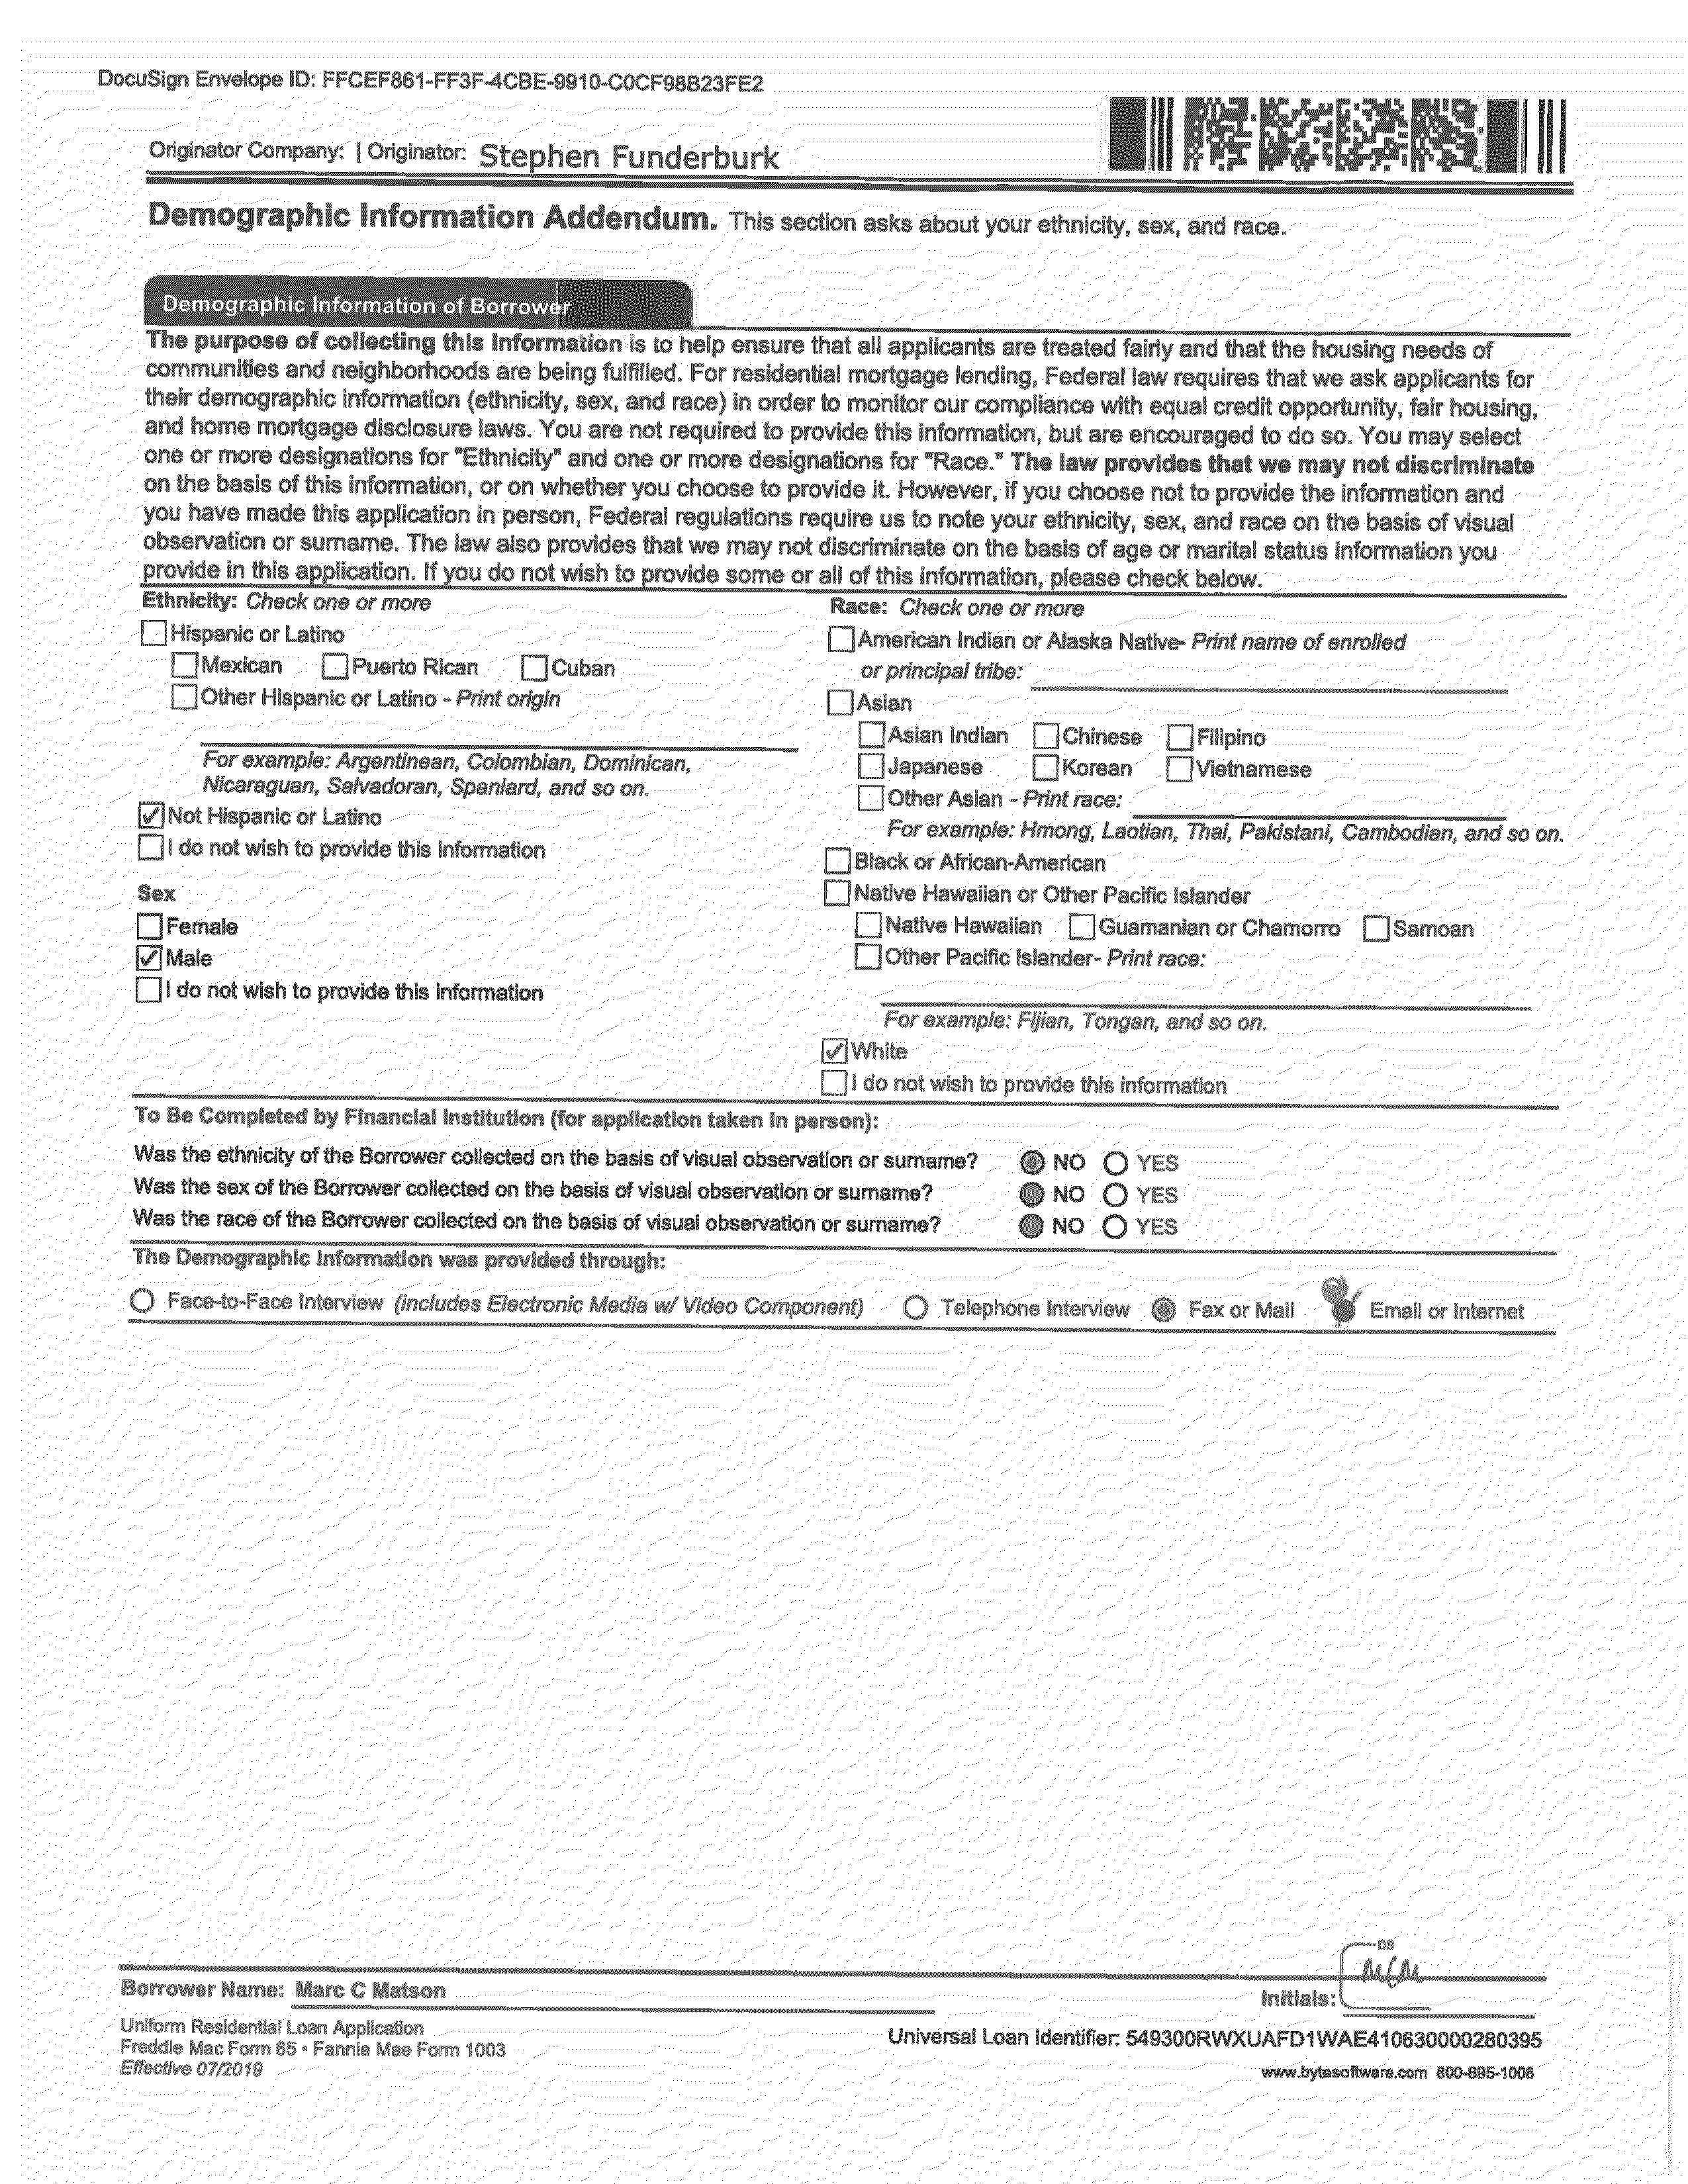 DocuSign Envelope ID: FFCEF861-FF3F-4CBE-9910-C0CF98B23FE2
Originator Company: | Originator: Stephen Funderburk
Demographic Information Addendum. This section asks about your ethnicity, sex, and race.
Demographic Information of Borrower
The purpose of collecting this information is to help ensure that all applicants are treated fairly and that the housing needs of
communities and neighborhoods are being fulfilled. For residential mortgage lending, Federal law requires that we ask applicants for
their demographic information (ethnicity, sex, and race) in order to monitor our compliance with equal credit opportunity, fair housing,
and home mortgage disclosure laws. You are not required to provide this information, but are encouraged to do so. You may select
one or more designations for "Ethnicity" and one or more designations for "Race." The law provides that we may not discriminate
on the basis of this information, or on whether you choose to provide it. However, if you choose not to provide the information and
you have made this application in person, Federal regulations require us to note your ethnicity, sex, and race on the basis of visual
observation or surname. The law also provides that we may not discriminate on the basis of age or marital status information you
provide in this application. If you do not wish to provide some or all of this information, please check below.
Ethnicity: Check one or more
Hispanic or Latino
Mexican Puerto Rican Cuban
Other Hispanic or Latino - Print origin
For example: Argentinean, Colombian, Dominican,
Nicaraguan, Salvadoran, Spaniard, and so on.
Not Hispanic or Latino
I do not wish to provide this information
Sex
Female
Male
I do not wish to provide this information
Race: Check one or more
American Indian or Alaska Native- Print name of enrolled
or principal tribe:
Asian
Asian Indian Chinese Filipino
Japanese Korean Vietnamese
Other Asian - Print race:
For example: Hmong, Laotian, Thai, Pakistani, Cambodian, and so on.
Black or African-American
Native Hawaiian or Other Pacific Islander
Native Hawaiian Guamanian or Chamorro Samoan
Other Pacific Islander- Print race:
For example: Fijian, Tongan, and so on.
White
I do not wish to provide this information
To Be Completed by Financial Institution (for application taken in person):
Was the ethnicity of the Borrower collected on the basis of visual observation or surname? NO YES
Was the sex of the Borrower collected on the basis of visual observation or surname? NO YES
Was the race of the Borrower collected on the basis of visual observation or surname? NO YES
The Demographic Information was provided through:
Face-to-Face Interview (includes Electronic Media w/ Video Component) Telephone Interview Fax or Mail Email or Internet
DS
MCM
Borrower Name: Marc C Matson
Initials:
Uniform Residential Loan Application
Freddie Mac Form 65 • Fannie Mae Form 1003
Effective 07/2019
Universal Loan Identifier: 549300RWXUAFD1WAE410630000280395
www.bytesoftware.com 800-695-1008